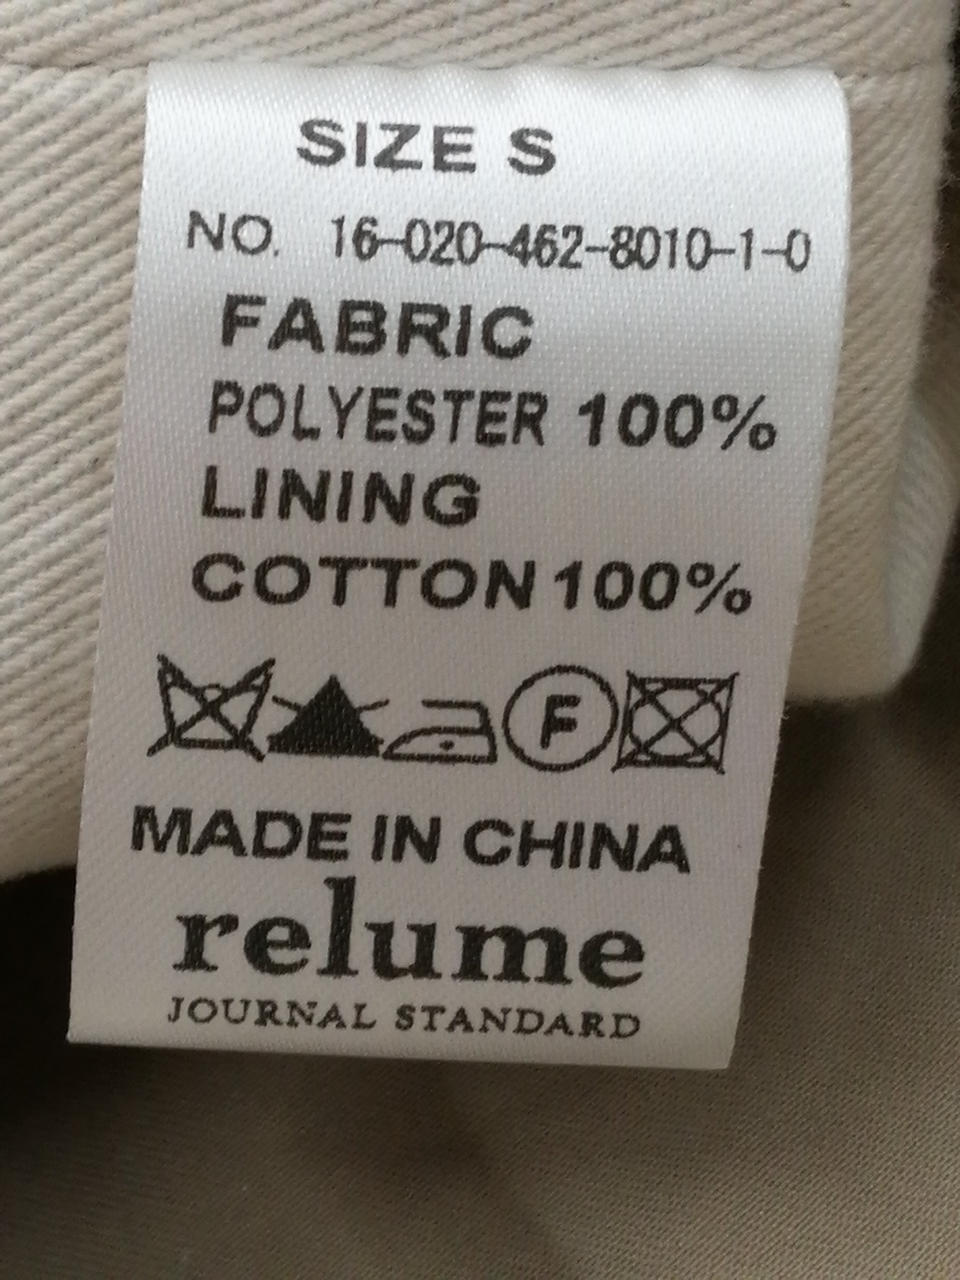 SIZE S
NO. 16-020-462-8010-1-0
FABRIC
POLYESTER 100%
LINING
COTTON 100%
F
MADE IN CHINA
relume
JOURNAL STANDARD